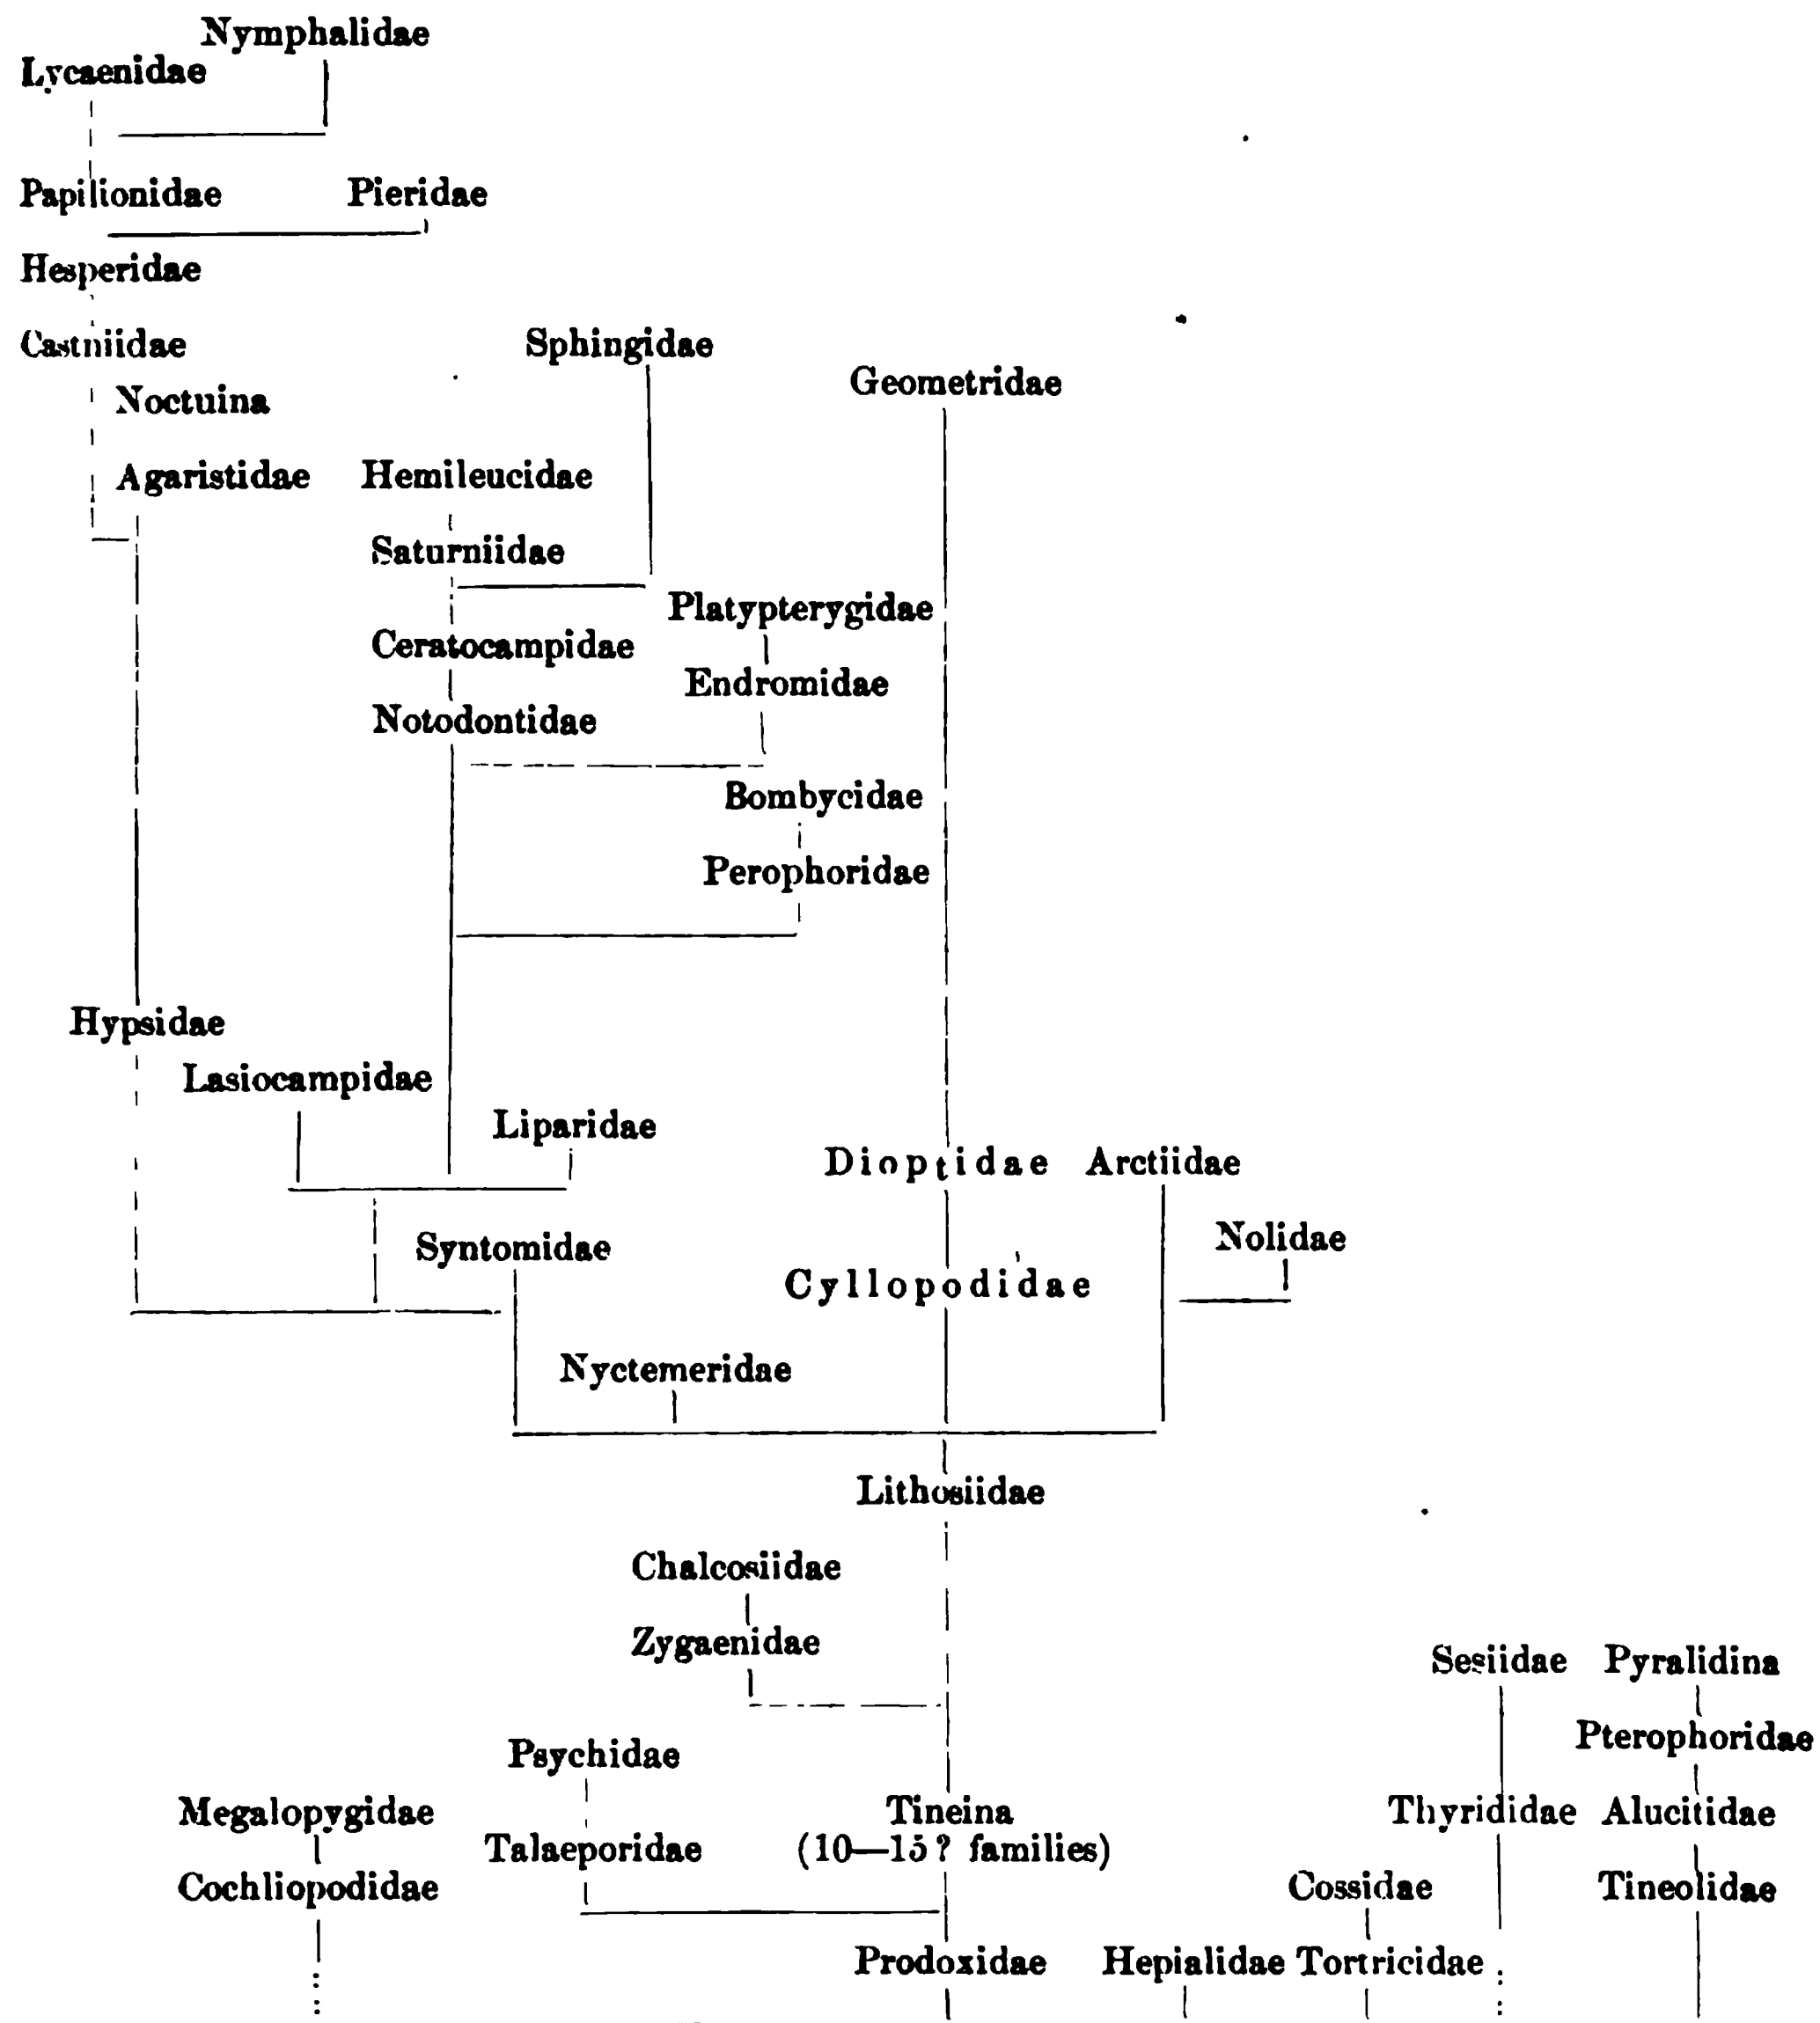 Nymphalidae
Lycaenidae
Papilionidae Pieridae
Hesperidae
Castniidae Sphingidae
Geometridae
Noctuina
Agaristidae Hemileucidae
Saturniidae
Platypterygidae
Ceratocampidae
Endromidae
Notodontidae
Bombycidae
Perophoridae
Hypsidae
Lasiocampidae
Liparidae
Dioptidae Arctiidae
Nolidae
Syntomidae
Cyllopodidae
Nyctemeridae
Lithosiidae
Chalcosiidae
Zygaenidae
Sesiidae Pyralidina
Pterophoridae
Psychidae
Megalopygidae Tineina Thyrididae Alucitidae
Talaeporidae (10—15? families)
Cochliopodidae Cossidae Tineolidae
Prodoxidae Hepialidae Tortricidae